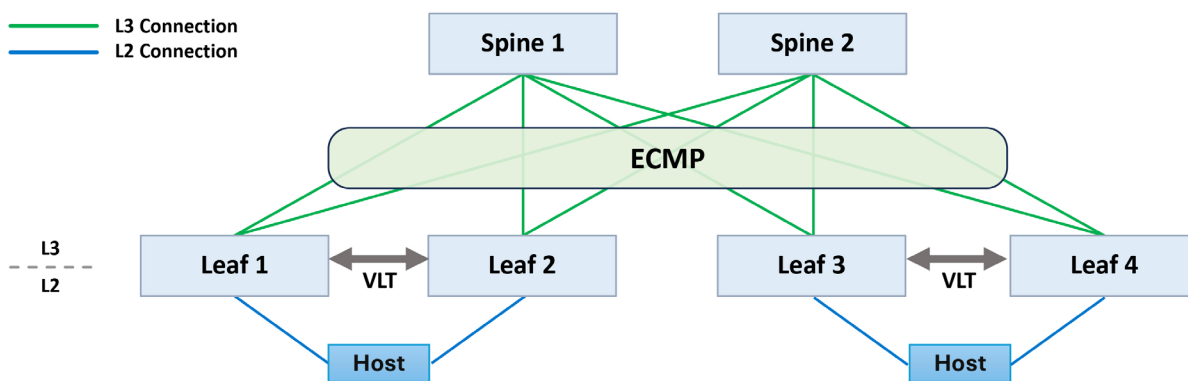 L3 Connection
L2 Connection
Spine 1
Spine 2
ECMP
L3
L2
Leaf 1
VLT
Leaf 2
Leaf 3
VLT
Leaf 4
Host
Host